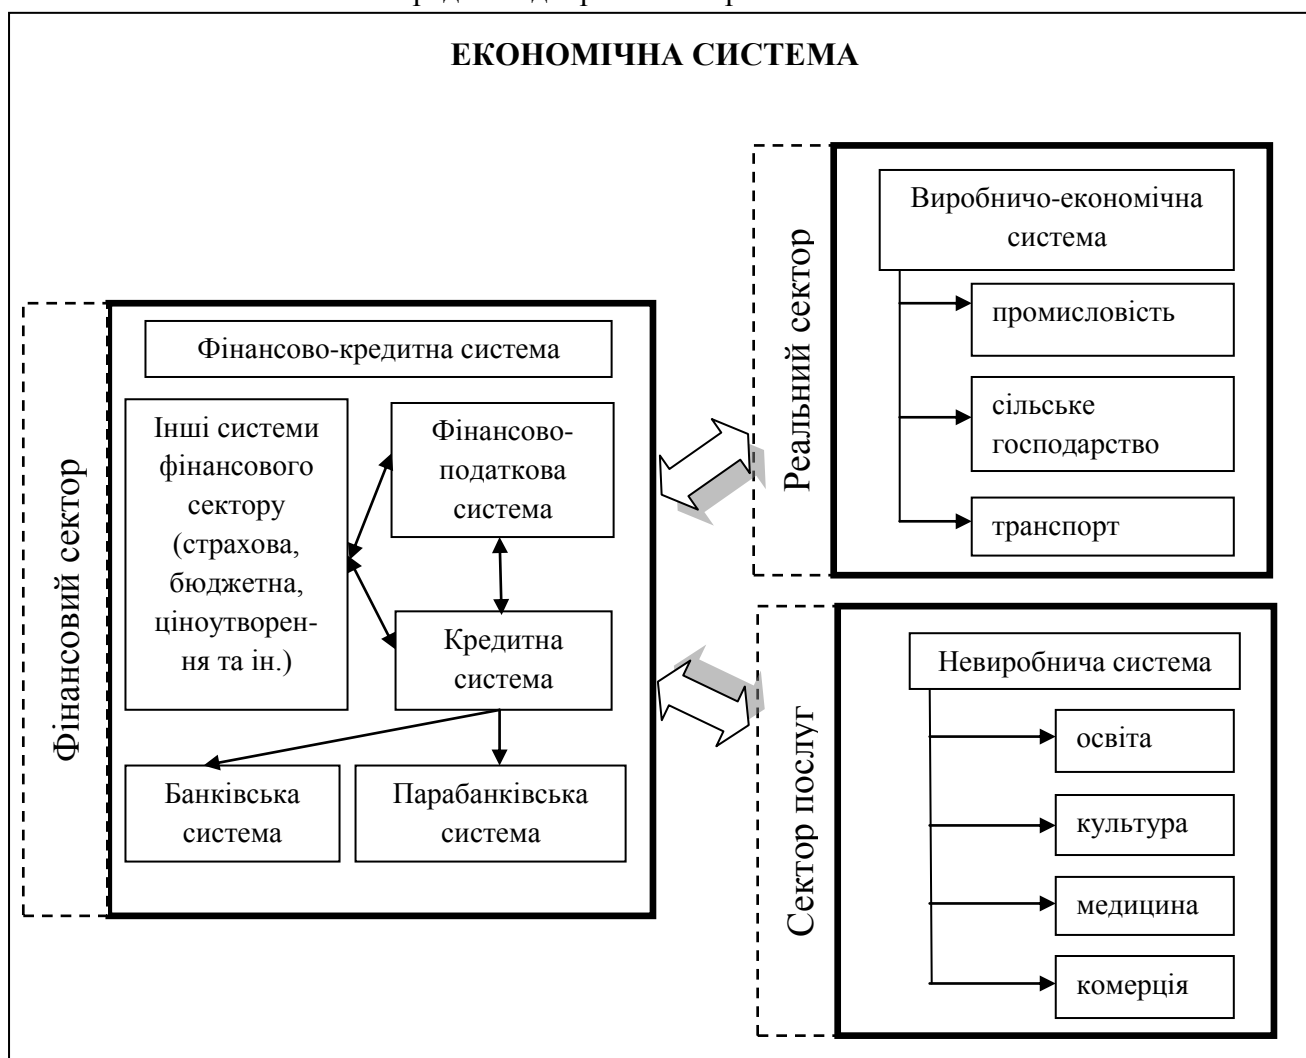 ЕКОНОМІЧНА СИСТЕМА
Фінансовий сектор
Фінансово-кредитна система
Інші системи
фінансового
сектору
(страхова,
бюджетна,
ціноутворен-
ня та ін.)
Фінансово-
податкова
система
Кредитна
система
Банківська
система
Парабанківська
система
Реальний сектор
Виробничо-економічна
система
промисловість
сільське
господарство
транспорт
Сектор послуг
Невиробнича система
освіта
культура
медицина
комерція